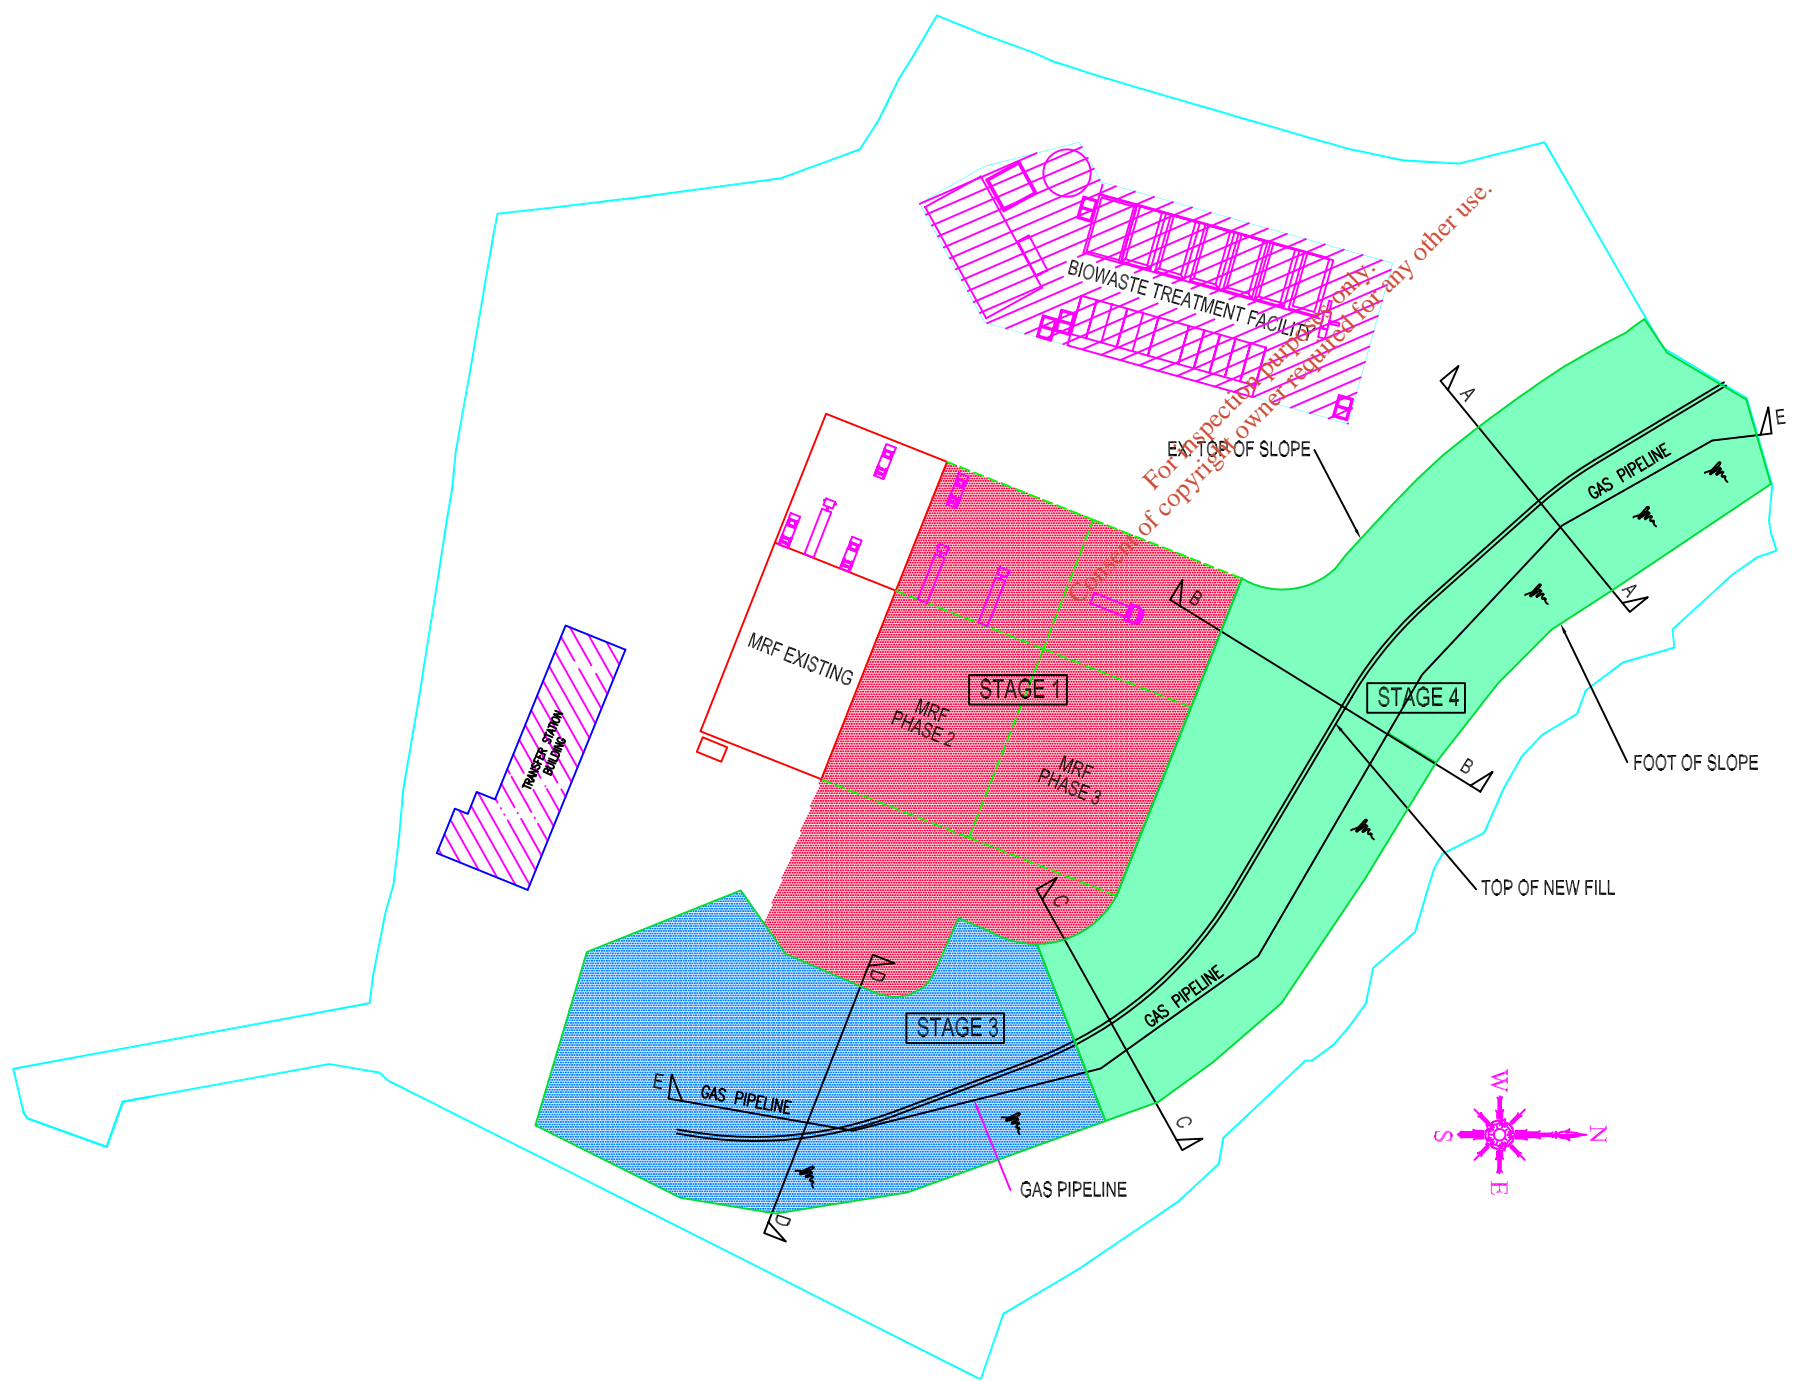 BIOWASTE TREATMENT FACILITY
For inspection purposes only.
Consent of copyright owner required for any other use.
A
E
EX TOP OF SLOPE
GAS PIPELINE
A
B
MRF EXISTING
STAGE 1
STAGE 4
MRF
PHASE 2
MRF
PHASE 3
TRANSFER STATION
BUILDING
B
FOOT OF SLOPE
TOP OF NEW FILL
C
D
GAS PIPELINE
STAGE 3
E
GAS PIPELINE
C
GAS PIPELINE
D
W
S
N
E